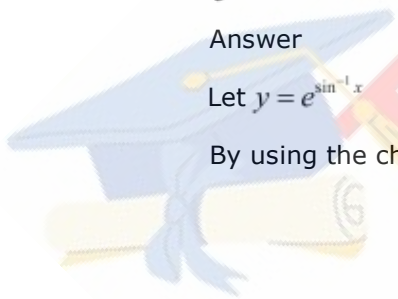 Answer
Let y = e^{sin⁻¹ x}
By using the ch